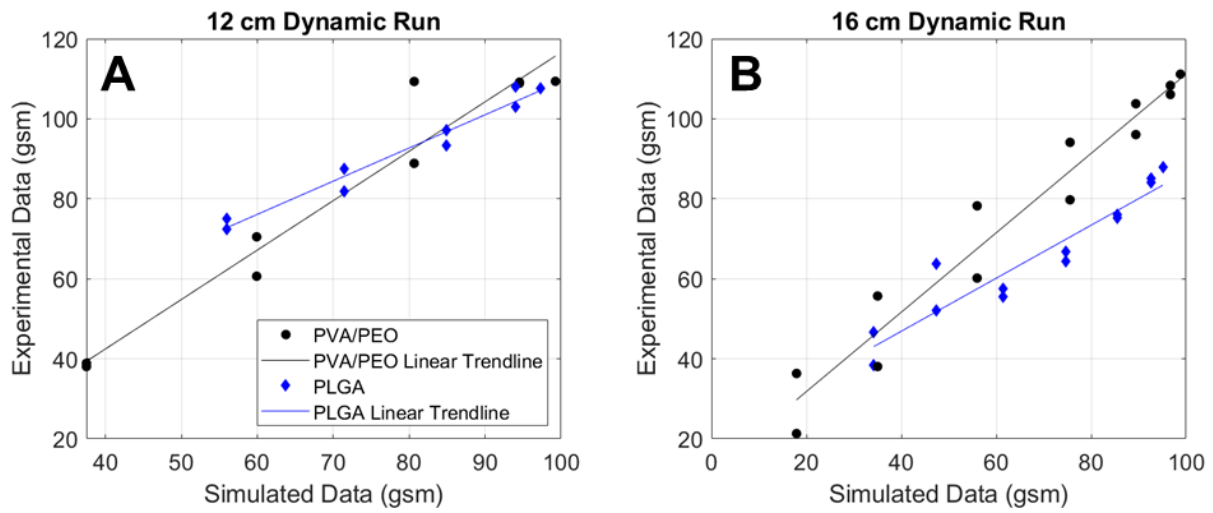 12 cm Dynamic Run
A
120
100
80
60
40
20
Experimental Data (gsm)
PVA/PEO
PVA/PEO Linear Trendline
PLGA
PLGA Linear Trendline
40 50 60 70 80 90 100
Simulated Data (gsm)
16 cm Dynamic Run
B
120
100
80
60
40
20
Experimental Data (gsm)
0 20 40 60 80 100
Simulated Data (gsm)